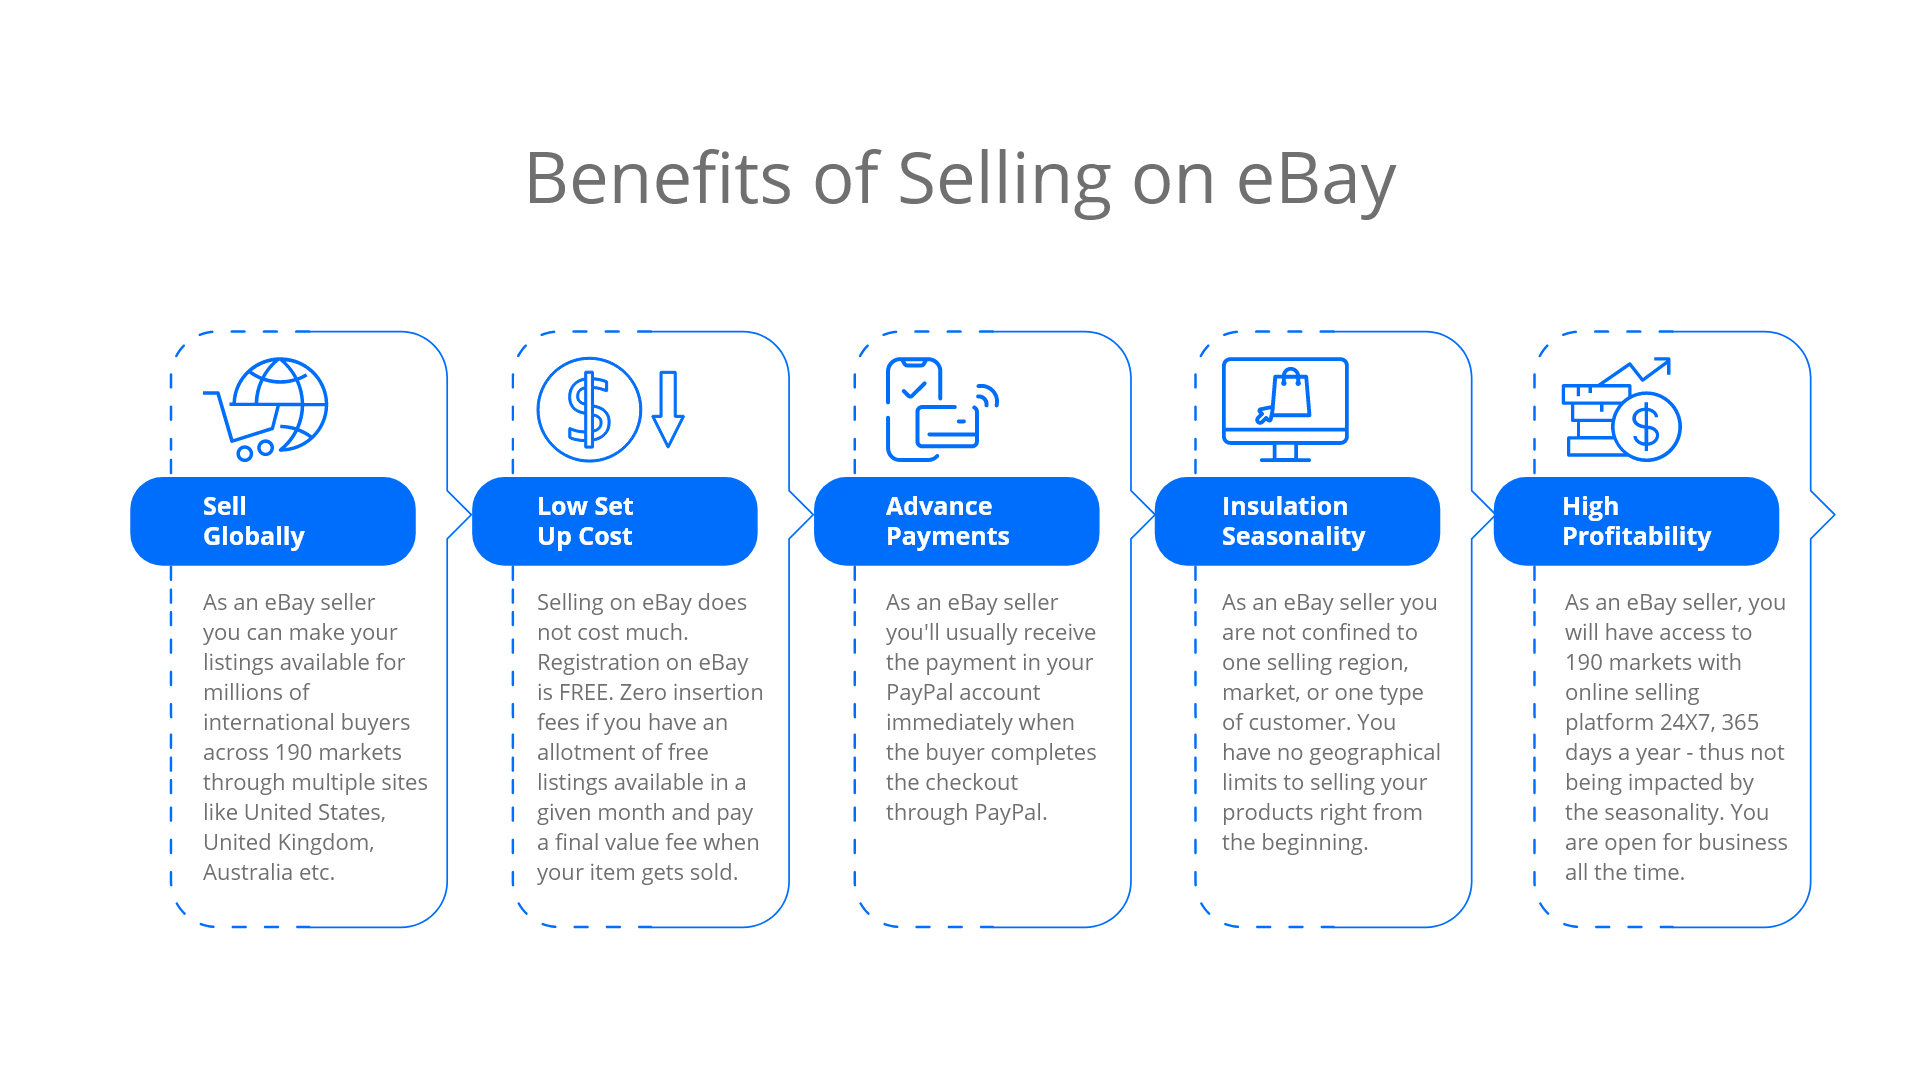 Benefits of Selling on eBay
Sell
Globally
As an eBay seller
you can make your
listings available for
millions of
international buyers
across 190 markets
through multiple sites
like United States,
United Kingdom,
Australia etc.
Low Set
Up Cost
Selling on eBay does
not cost much.
Registration on eBay
is FREE. Zero insertion
fees if you have an
allotment of free
listings available in a
given month and pay
a final value fee when
your item gets sold.
Advance
Payments
As an eBay seller
you'll usually receive
the payment in your
PayPal account
immediately when
the buyer completes
the checkout
through PayPal.
Insulation
Seasonality
As an eBay seller you
are not confined to
one selling region,
market, or one type
of customer. You
have no geographical
limits to selling your
products right from
the beginning.
High
Profitability
As an eBay seller, you
will have access to
190 markets with
online selling
platform 24X7, 365
days a year - thus not
being impacted by
the seasonality. You
are open for business
all the time.